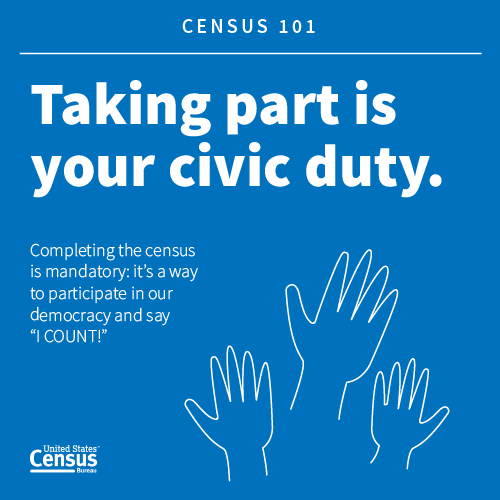 CENSUS 101
Taking part is
your civic duty.
Completing the census
is mandatory: it’s a way
to participate in our
democracy and say
“I COUNT!”
United States™
Census
Bureau